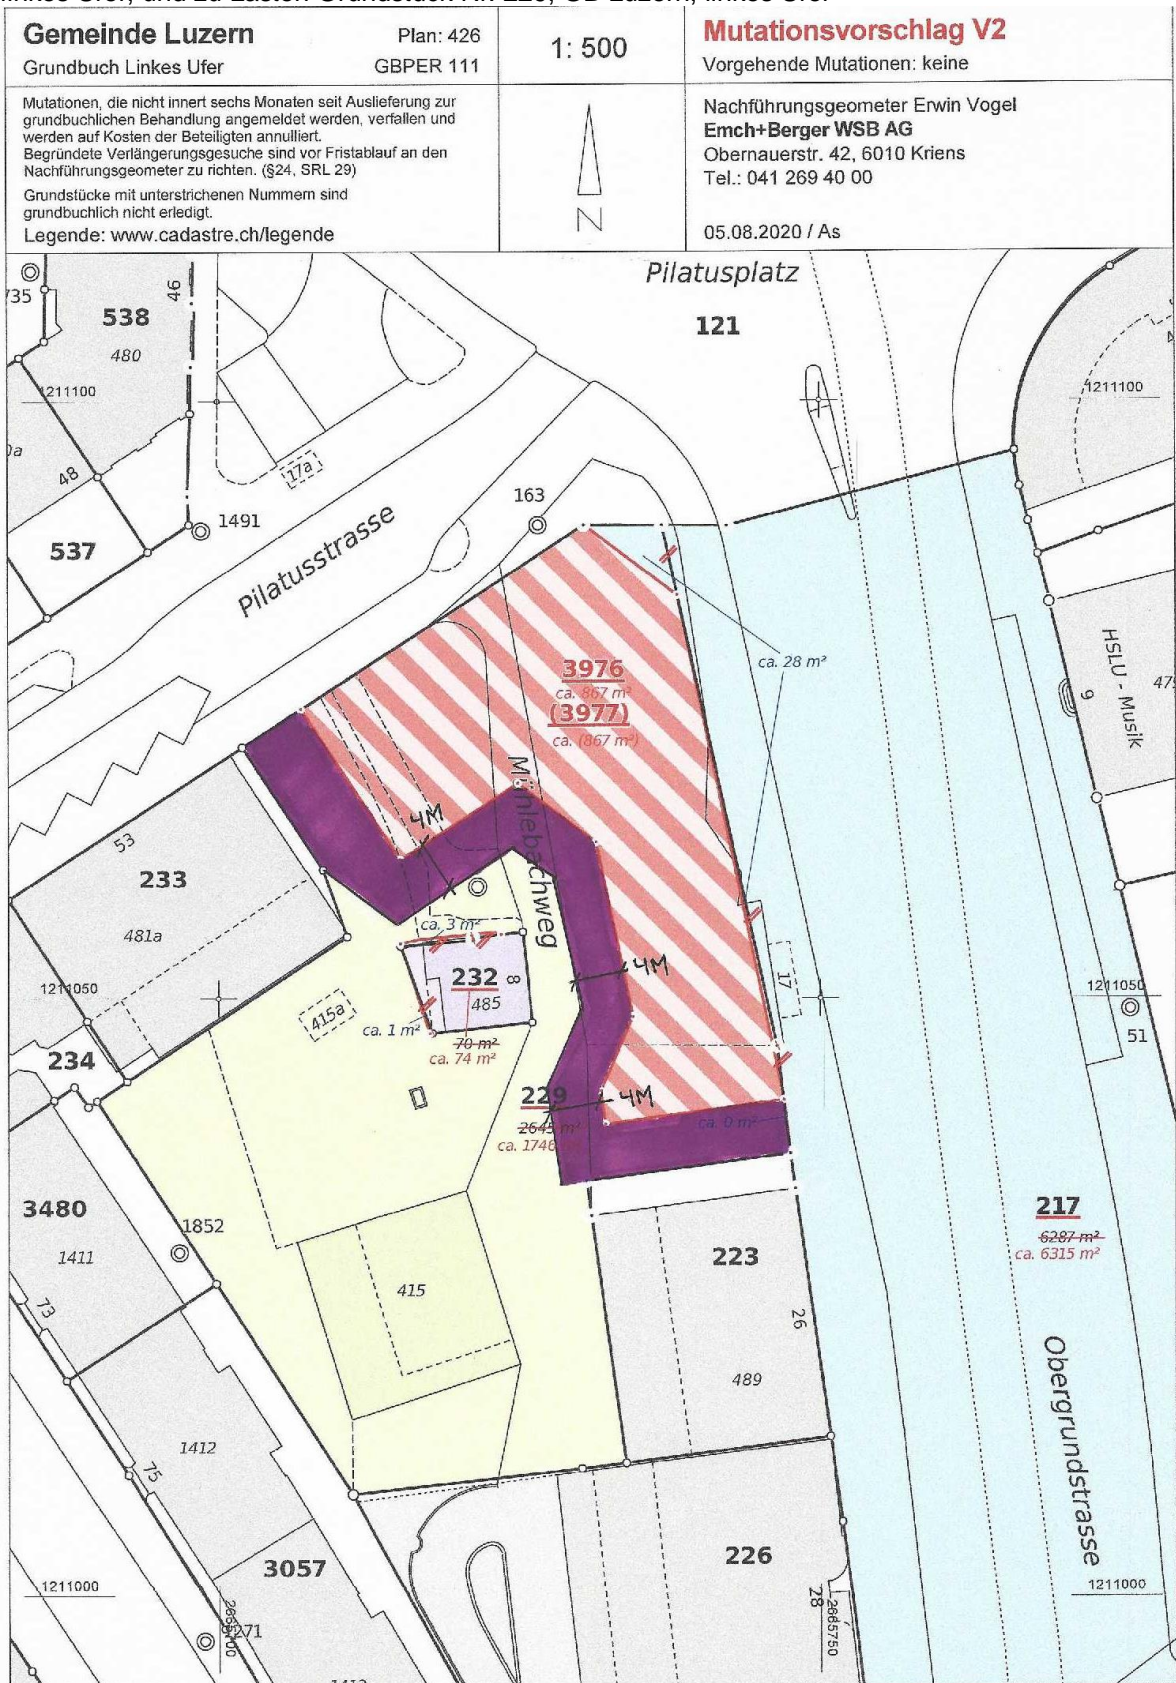 Gemeinde Luzern
Plan: 426
Grundbuch Linkes Ufer
GBPER 111
1: 500
Mutationsvorschlag V2
Vorgehende Mutationen: keine
Mutationen, die nicht innert sechs Monaten seit Auslieferung zur
grundbuchlichen Behandlung angemeldet werden, verfallen und
werden auf Kosten der Beteiligten annulliert.
Begründete Verlängerungsgesuche sind vor Fristablauf an den
Nachführungsgeometer zu richten. (§24, SRL 29)
Grundstücke mit unterstrichenen Nummern sind
grundbuchlich nicht erledigt.
Legende: www.cadastre.ch/legende
N
Nachführungsgeometer Erwin Vogel
Emch+Berger WSB AG
Obernauerstr. 42, 6010 Kriens
Tel.: 041 269 40 00
05.08.2020 / As
Pilatusplatz
121
735
46
538
480
1211100
1211100
48
17a
163
1491
537
Pilatusstrasse
3976
ca. 867 m²
(3977)
ca. (867 m²)
ca. 28 m²
HSLU - Musik
9
Mühlebachweg
4M
53
233
481a
ca. 3 m²
232
8
485
4M
17
1211050
1211050
51
415a
ca. 1 m²
70 m²
ca. 74 m²
234
229
4M
2645 m²
ca. 1746
ca. 0 m²
3480
1411
1852
217
6287 m²
ca. 6315 m²
223
415
26
73
489
Obergrundstrasse
1412
75
226
3057
28
1211000
1211000
2665750